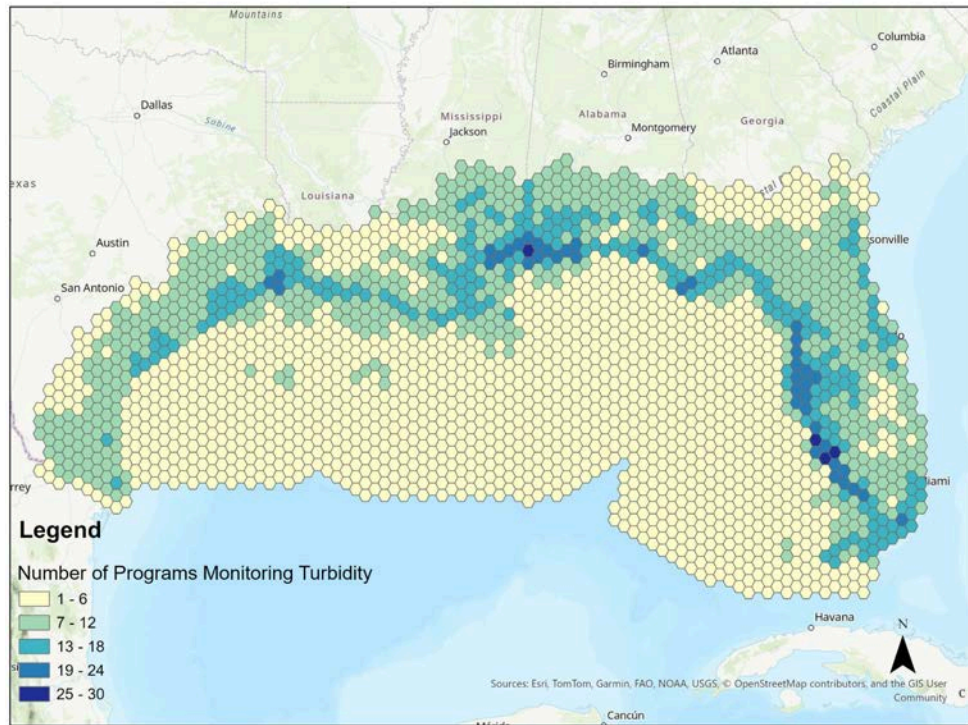 Mountains
Columbia
Atlanta
Birmingham
Dallas
Sabine
Mississippi
Alabama
Georgia
Coastal Plain
Jackson
Montgomery
exas
Louisiana
Coastal P
Austin
sonville
San Antonio
o
rrey
iami
Legend
Number of Programs Monitoring Turbidity
1 - 6
7 - 12
13 - 18
19 - 24
25 - 30
Havana
N
Sources: Esri, TomTom, Garmin, FAO, NOAA, USGS, © OpenStreetMap contributors, and the GIS User
Community
Cancún
Mérida